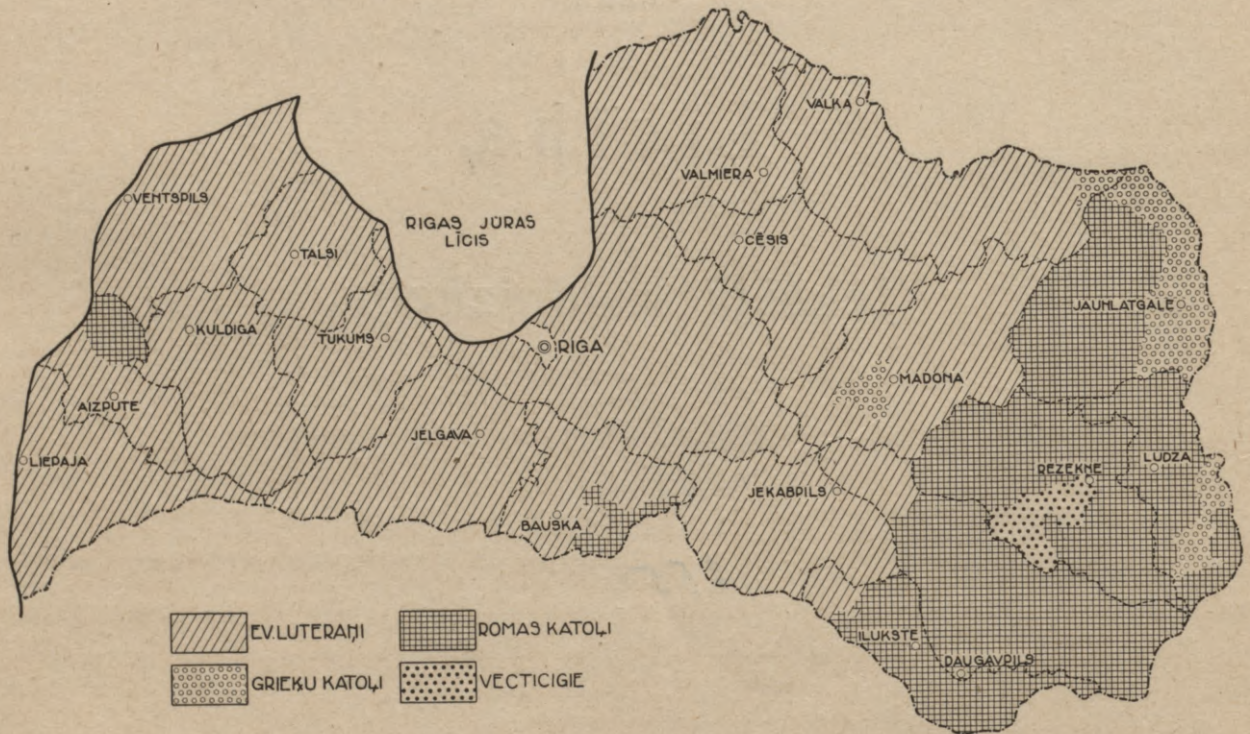 VALKA
VALMIERA
VENTSPILS
RIGAS JŪRAS
LĪCIS
CĒSIS
TALSI
JAUNLATGALE
KULDIGA
TUKUMS
RIGA
MADONA
AIZPUTE
JELGAVA
LIEPAJA
REZEKNE
LUDZA
JEKABPILS
BAUSKA
EV.LUTERAŅI
ROMAS KATOĻI
ILUKSTE
GRIEĶU KATOĻI
VECTICIGIE
DAUGAVPILS